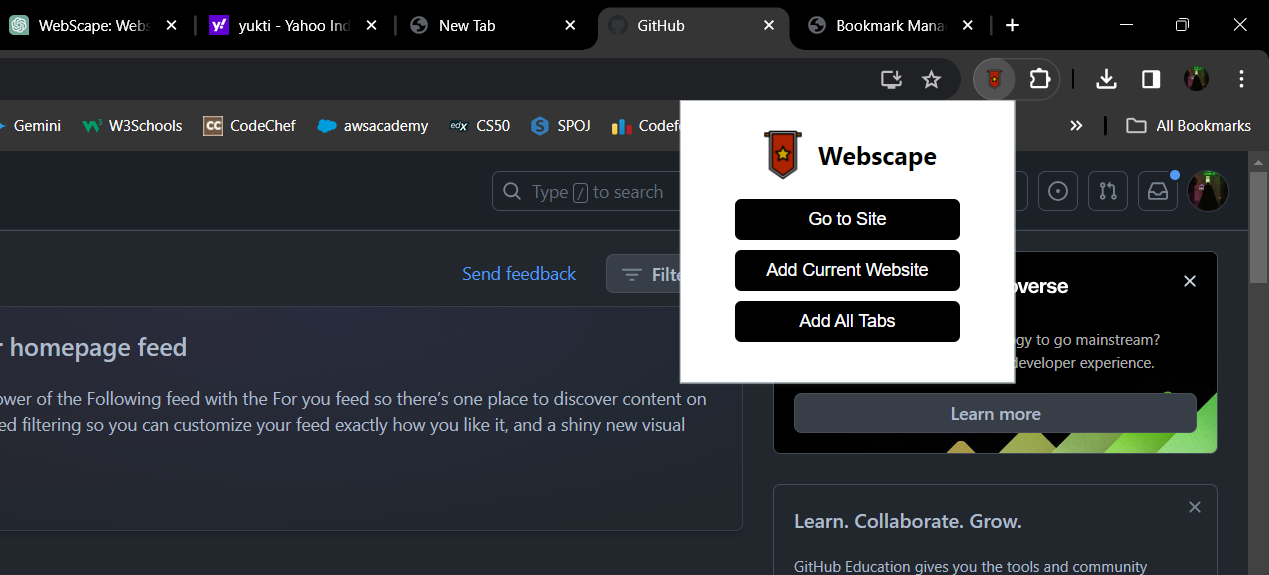 WebScape: Webs
yukti - Yahoo Ind
New Tab
GitHub
Bookmark Mana
Gemini
W3Schools
CodeChef
awsacademy
edX CS50
SPOJ
Codef
All Bookmarks
Webscape
Go to Site
Add Current Website
Add All Tabs
Type / to search
Send feedback
Filte
homepage feed
ower of the Following feed with the For you feed so there's one place to discover content on
ed filtering so you can customize your feed exactly how you like it, and a shiny new visual
verse
gy to go mainstream?
developer experience.
Learn more
Learn. Collaborate. Grow.
GitHub Education gives you the tools and community